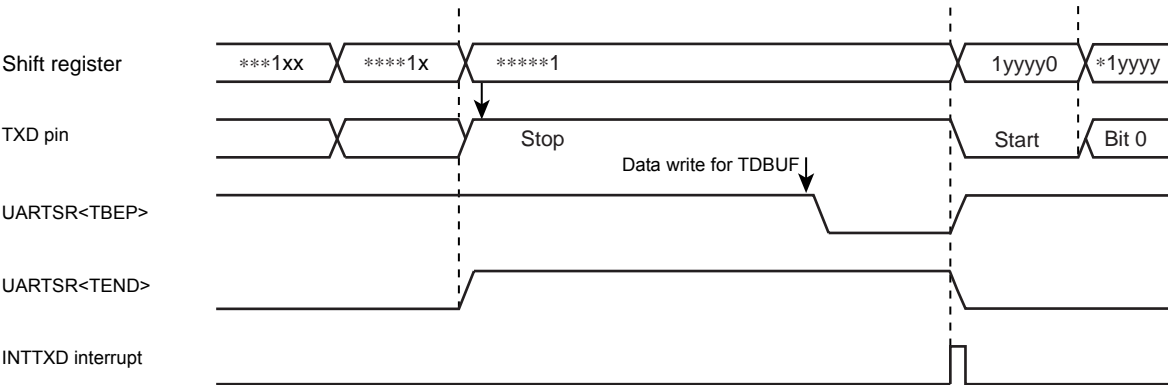 Shift register ***1xx ****1x *****1 1yyyy0 *1yyyy
TXD pin Stop Start Bit 0
Data write for TDBUF
UARTSR<TBEP>
UARTSR<TEND>
INTTXD interrupt